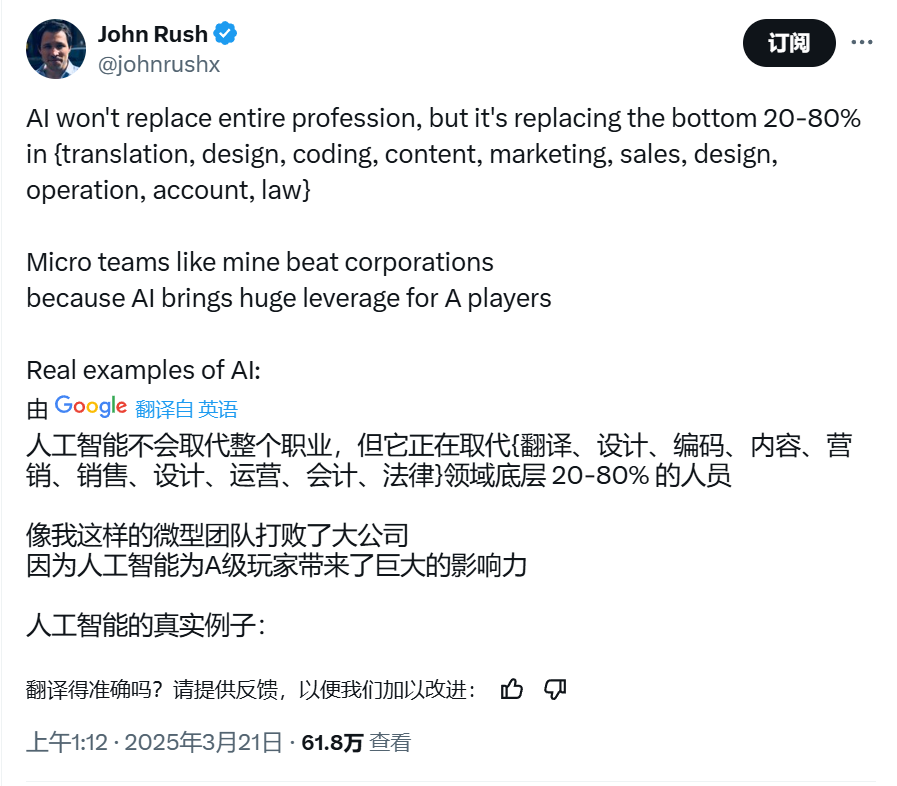 John Rush
@johnrushx
订阅
AI won't replace entire profession, but it's replacing the bottom 20-80%
in {translation, design, coding, content, marketing, sales, design,
operation, account, law}
Micro teams like mine beat corporations
because AI brings huge leverage for A players
Real examples of AI:
由 Google 翻译自 英语
人工智能不会取代整个职业，但它正在取代{翻译、设计、编码、内容、营
销、销售、设计、运营、会计、法律}领域底层 20-80% 的人员
像我这样的微型团队打败了大公司
因为人工智能为A级玩家带来了巨大的影响力
人工智能的真实例子：
翻译得准确吗？请提供反馈，以便我们加以改进：
上午1:12 · 2025年3月21日 · 61.8万 查看